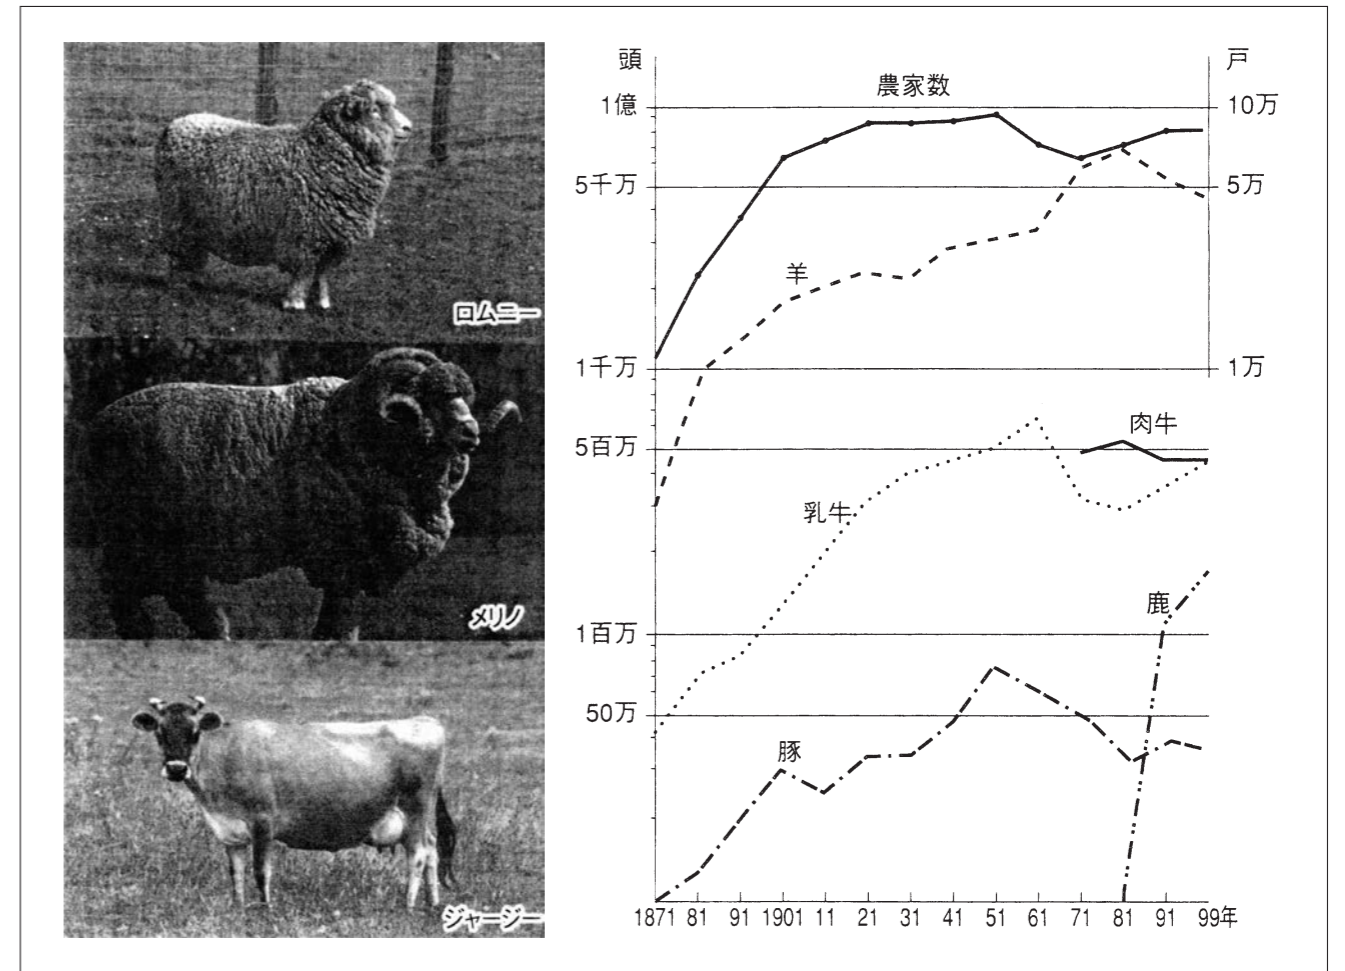 ロムニー
メリノ
ジャージー
頭
戸
農家数
1億
10万
5千万
5万
羊
1千万
1万
肉牛
5百万
乳牛
鹿
1百万
50万
豚
1871 81 91 1901 11 21 31 41 51 61 71 81 91 99年